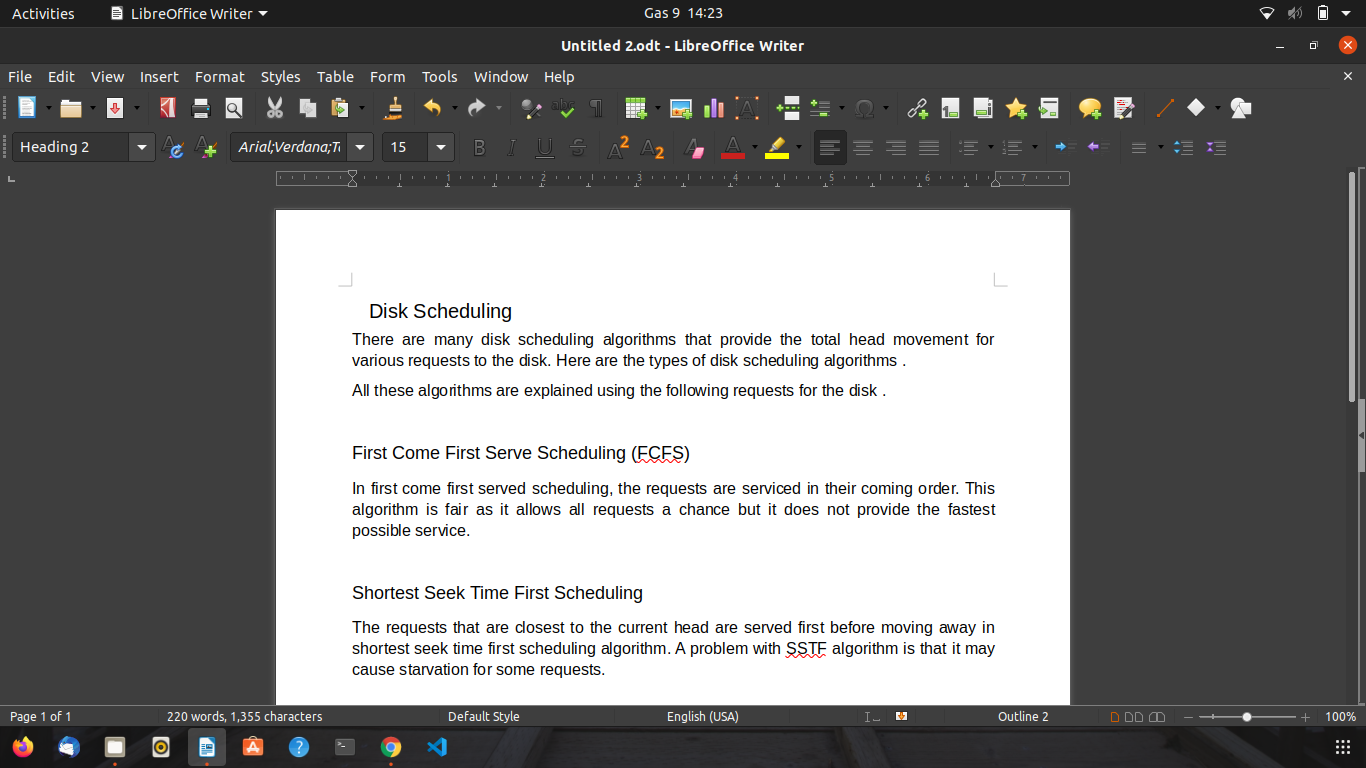 Activities
LibreOffice Writer
Gas 9 14:23
Untitled 2.odt - LibreOffice Writer
File Edit View Insert Format Styles Table Form Tools Window Help
Heading 2
Arial;Verdana;T
15
1 2 3 4 5 6 7
Disk Scheduling
There are many disk scheduling algorithms that provide the total head movement for
various requests to the disk. Here are the types of disk scheduling algorithms .
All these algorithms are explained using the following requests for the disk .
First Come First Serve Scheduling (FCFS)
In first come first served scheduling, the requests are serviced in their coming order. This
algorithm is fair as it allows all requests a chance but it does not provide the fastest
possible service.
Shortest Seek Time First Scheduling
The requests that are closest to the current head are served first before moving away in
shortest seek time first scheduling algorithm. A problem with SSTF algorithm is that it may
cause starvation for some requests.
Page 1 of 1
220 words, 1,355 characters
Default Style
English (USA)
Outline 2
100%